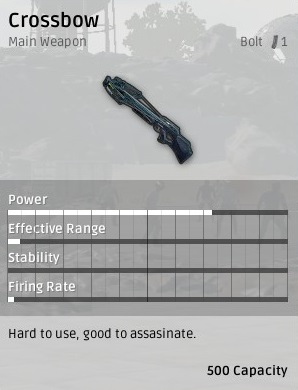 Crossbow
Main Weapon Bolt 1
Power
Effective Range
Stability
Firing Rate
Hard to use, good to assasinate.
500 Capacity